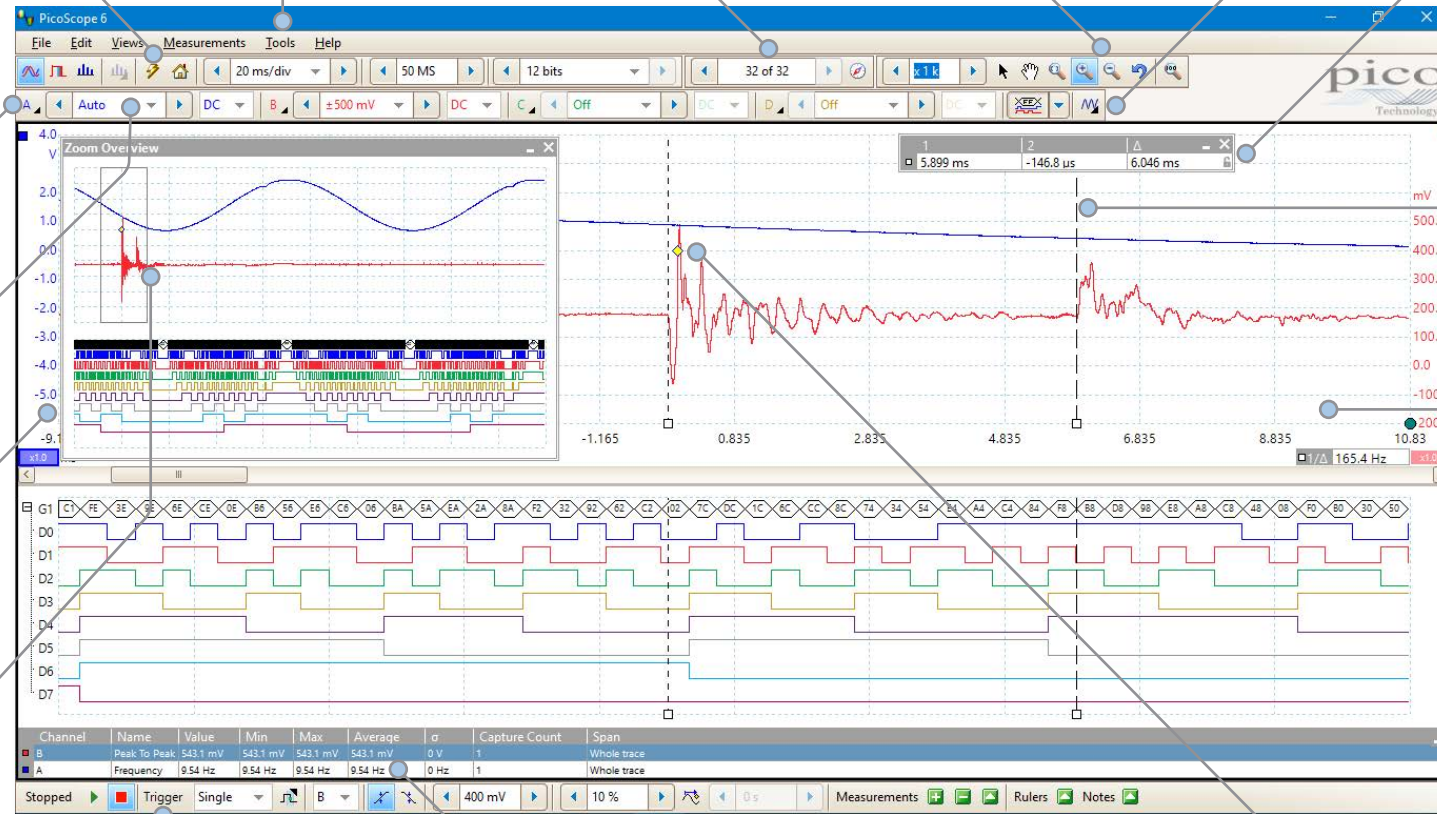 PicoScope 6
File Edit Views Measurements Tools Help
20 ms/div 50 MS 12 bits 32 of 32 x1 k
pico
Technology
A Auto DC B ±500 mV DC C Off DC D Off DC
4.0
V
2.0
1.0
0.0
-1.0
-2.0
-3.0
-4.0
-5.0
Zoom Overview
1 2 Δ
5.899 ms -146.8 µs 6.046 ms
mV
500.
400.
300.
200.
100.
0.0
-100
200
-9.1 -1.165 0.835 2.835 4.835 6.835 8.835 10.83
x1.0 1/Δ 165.4 Hz x1.0
G1 C1 FE 3E 9E 6E CE 0E B6 56 E6 C6 06 BA 5A EA 2A 8A F2 32 92 62 C2 02 7C DC 1C 6C CC 8C 74 34 54 E4 A4 C4 84 F8 B8 D8 98 E8 A8 C8 48 08 F0 B0 30 50
D0
D1
D2
D3
D4
D5
D6
D7
Channel Name Value Min Max Average σ Capture Count Span
B Peak To Peak 543.1 mV 543.1 mV 543.1 mV 543.1 mV 0 V 1 Whole trace
A Frequency 9.54 Hz 9.54 Hz 9.54 Hz 9.54 Hz 0 Hz 1 Whole trace
Stopped Trigger Single B 400 mV 10 % 0 s Measurements Rulers Notes